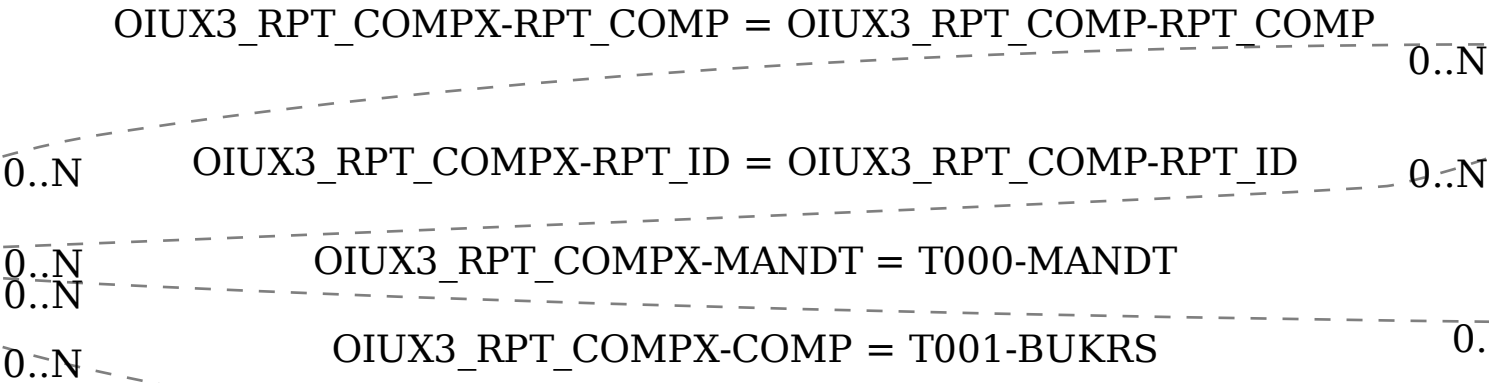 OIUX3_RPT_COMPX-RPT_COMP = OIUX3_RPT_COMP-RPT_COMP
0..N
0..N
OIUX3_RPT_COMPX-RPT_ID = OIUX3_RPT_COMP-RPT_ID
0..N
0..N
OIUX3_RPT_COMPX-MANDT = T000-MANDT
0..N
0.
OIUX3_RPT_COMPX-COMP = T001-BUKRS
0..N